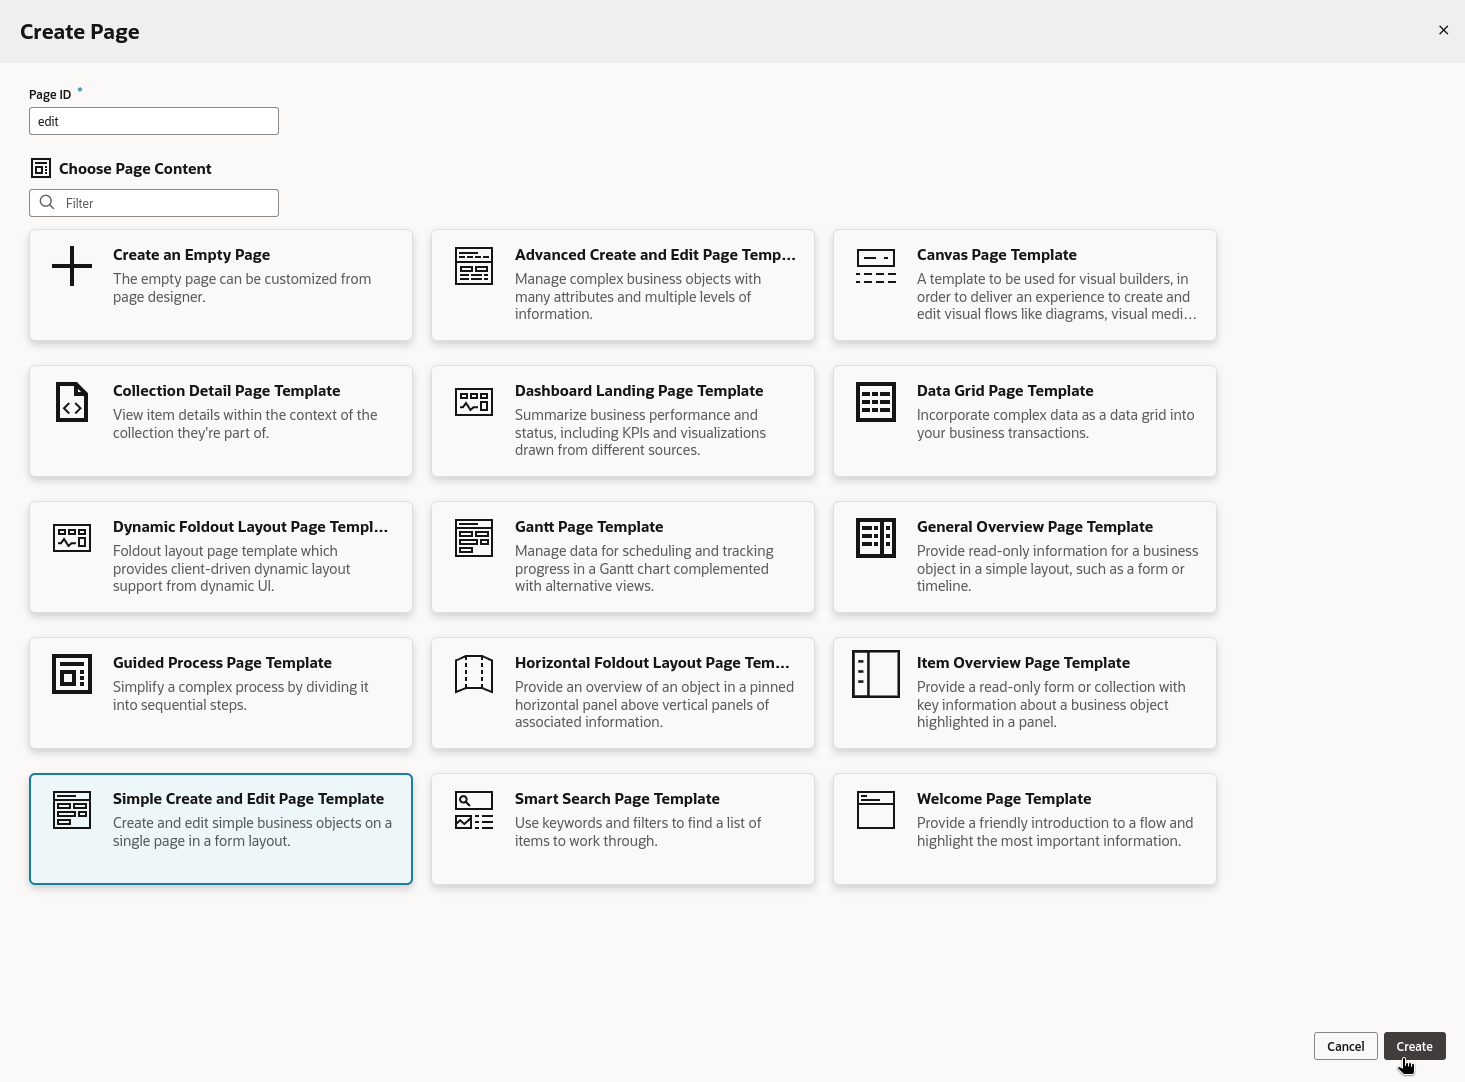 Create Page
Page ID *
edit
Choose Page Content
Filter
Create an Empty Page
The empty page can be customized from
page designer.
Advanced Create and Edit Page Temp...
Manage complex business objects with
many attributes and multiple levels of
information.
Canvas Page Template
A template to be used for visual builders, in
order to deliver an experience to create and
edit visual flows like diagrams, visual medi...
Collection Detail Page Template
View item details within the context of the
collection they're part of.
Dashboard Landing Page Template
Summarize business performance and
status, including KPIs and visualizations
drawn from different sources.
Data Grid Page Template
Incorporate complex data as a data grid into
your business transactions.
Dynamic Foldout Layout Page Templ...
Foldout layout page template which
provides client-driven dynamic layout
support from dynamic UI.
Gantt Page Template
Manage data for scheduling and tracking
progress in a Gantt chart complemented
with alternative views.
General Overview Page Template
Provide read-only information for a business
object in a simple layout, such as a form or
timeline.
Guided Process Page Template
Simplify a complex process by dividing it
into sequential steps.
Horizontal Foldout Layout Page Tem...
Provide an overview of an object in a pinned
horizontal panel above vertical panels of
associated information.
Item Overview Page Template
Provide a read-only form or collection with
key information about a business object
highlighted in a panel.
Simple Create and Edit Page Template
Create and edit simple business objects on a
single page in a form layout.
Smart Search Page Template
Use keywords and filters to find a list of
items to work through.
Welcome Page Template
Provide a friendly introduction to a flow and
highlight the most important information.
Cancel
Create